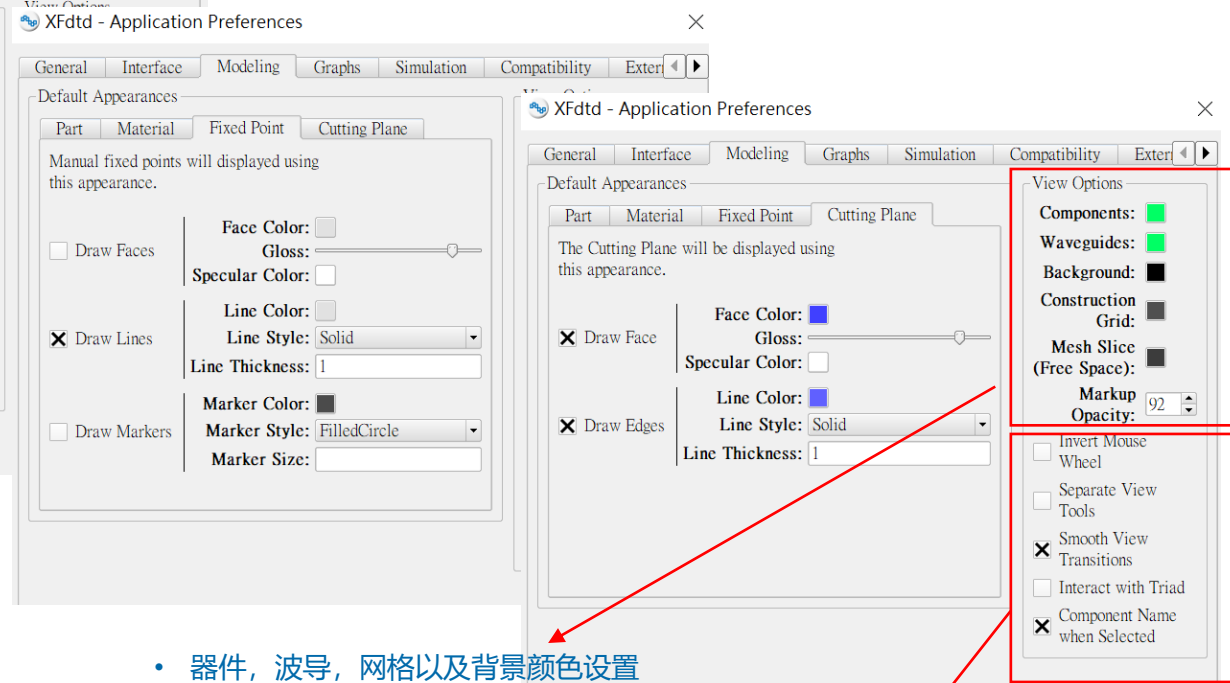 View Options
XFdtd - Application Preferences
General Interface Modeling Graphs Simulation Compatibility Exter
Default Appearances
Part Material Fixed Point Cutting Plane
Manual fixed points will displayed using
this appearance.
Draw Faces
Face Color:
Gloss:
Specular Color:
Draw Lines
Line Color:
Line Style: Solid
Line Thickness: 1
Draw Markers
Marker Color:
Marker Style: FilledCircle
Marker Size:
XFdtd - Application Preferences
General Interface Modeling Graphs Simulation Compatibility Exter
Default Appearances
Part Material Fixed Point Cutting Plane
The Cutting Plane will be displayed using
this appearance.
Draw Face
Face Color:
Gloss:
Specular Color:
Draw Edges
Line Color:
Line Style: Solid
Line Thickness: 1
View Options
Components:
Waveguides:
Background:
Construction
Grid:
Mesh Slice
(Free Space):
Markup
Opacity: 92
Invert Mouse
Wheel
Separate View
Tools
Smooth View
Transitions
Interact with Triad
Component Name
when Selected
• 器件，波导，网格以及背景颜色设置